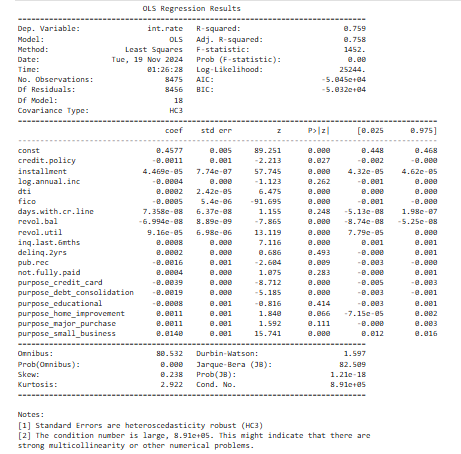 OLS Regression Results
Dep. Variable: int.rate R-squared: 0.759
Model: OLS Adj. R-squared: 0.758
Method: Least Squares F-statistic: 1452.
Date: Tue, 19 Nov 2024 Prob (F-statistic): 0.00
Time: 01:26:28 Log-Likelihood: 25244.
No. Observations: 8475 AIC: -5.045e+04
Df Residuals: 8456 BIC: -5.032e+04
Df Model: 18
Covariance Type: HC3
coef std err z P>|z| [0.025 0.975]
const 0.4577 0.005 89.251 0.000 0.448 0.468
credit.policy -0.0011 0.001 -2.213 0.027 -0.002 -0.000
installment 4.469e-05 7.74e-07 57.745 0.000 4.32e-05 4.62e-05
log.annual.inc -0.0004 0.000 -1.123 0.262 -0.001 0.000
dti 0.0002 2.42e-05 6.475 0.000 0.000 0.000
fico -0.0005 5.4e-06 -91.695 0.000 -0.001 -0.000
days.with.cr.line 7.358e-08 6.37e-08 1.155 0.248 -5.13e-08 1.98e-07
revol.bal -6.994e-08 8.89e-09 -7.865 0.000 -8.74e-08 -5.25e-08
revol.util 9.16e-05 6.98e-06 13.119 0.000 7.79e-05 0.000
inq.last.6mths 0.0008 0.000 7.116 0.000 0.001 0.001
delinq.2yrs 0.0002 0.000 0.686 0.493 -0.000 0.001
pub.rec -0.0016 0.001 -2.604 0.009 -0.003 -0.000
not.fully.paid 0.0004 0.000 1.075 0.283 -0.000 0.001
purpose_credit_card -0.0039 0.000 -8.712 0.000 -0.005 -0.003
purpose_debt_consolidation -0.0019 0.000 -5.185 0.000 -0.003 -0.001
purpose_educational -0.0008 0.001 -0.816 0.414 -0.003 0.001
purpose_home_improvement 0.0011 0.001 1.840 0.066 -7.15e-05 0.002
purpose_major_purchase 0.0011 0.001 1.592 0.111 -0.000 0.003
purpose_small_business 0.0140 0.001 15.741 0.000 0.012 0.016
Omnibus: 80.532 Durbin-Watson: 1.597
Prob(Omnibus): 0.000 Jarque-Bera (JB): 82.509
Skew: 0.238 Prob(JB): 1.21e-18
Kurtosis: 2.922 Cond. No. 8.91e+05
Notes:
[1] Standard Errors are heteroscedasticity robust (HC3)
[2] The condition number is large, 8.91e+05. This might indicate that there are
strong multicollinearity or other numerical problems.